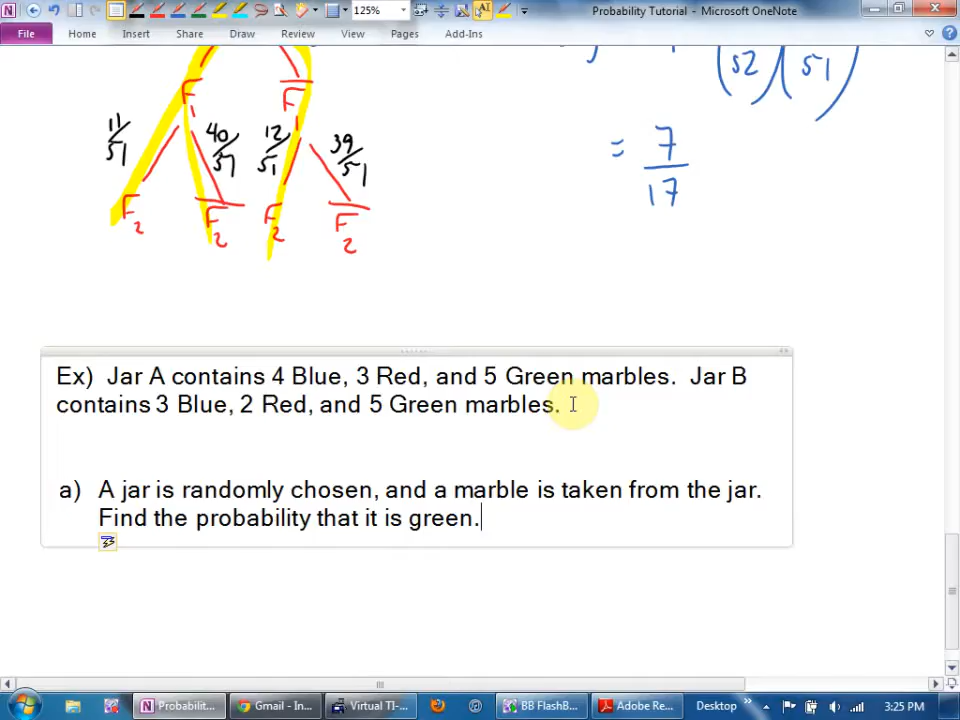 125%
Probability Tutorial - Microsoft OneNote
File Home Insert Share Draw Review View Pages Add-Ins
52 51
F F
11/51 40/51 12/51 39/51
= 7/17
F2 F2 F2 F2
Ex) Jar A contains 4 Blue, 3 Red, and 5 Green marbles. Jar B
contains 3 Blue, 2 Red, and 5 Green marbles.
a) A jar is randomly chosen, and a marble is taken from the jar.
Find the probability that it is green.
Probabilit... Gmail - In... Virtual TI-... BB FlashB... Adobe Re... Desktop 3:25 PM